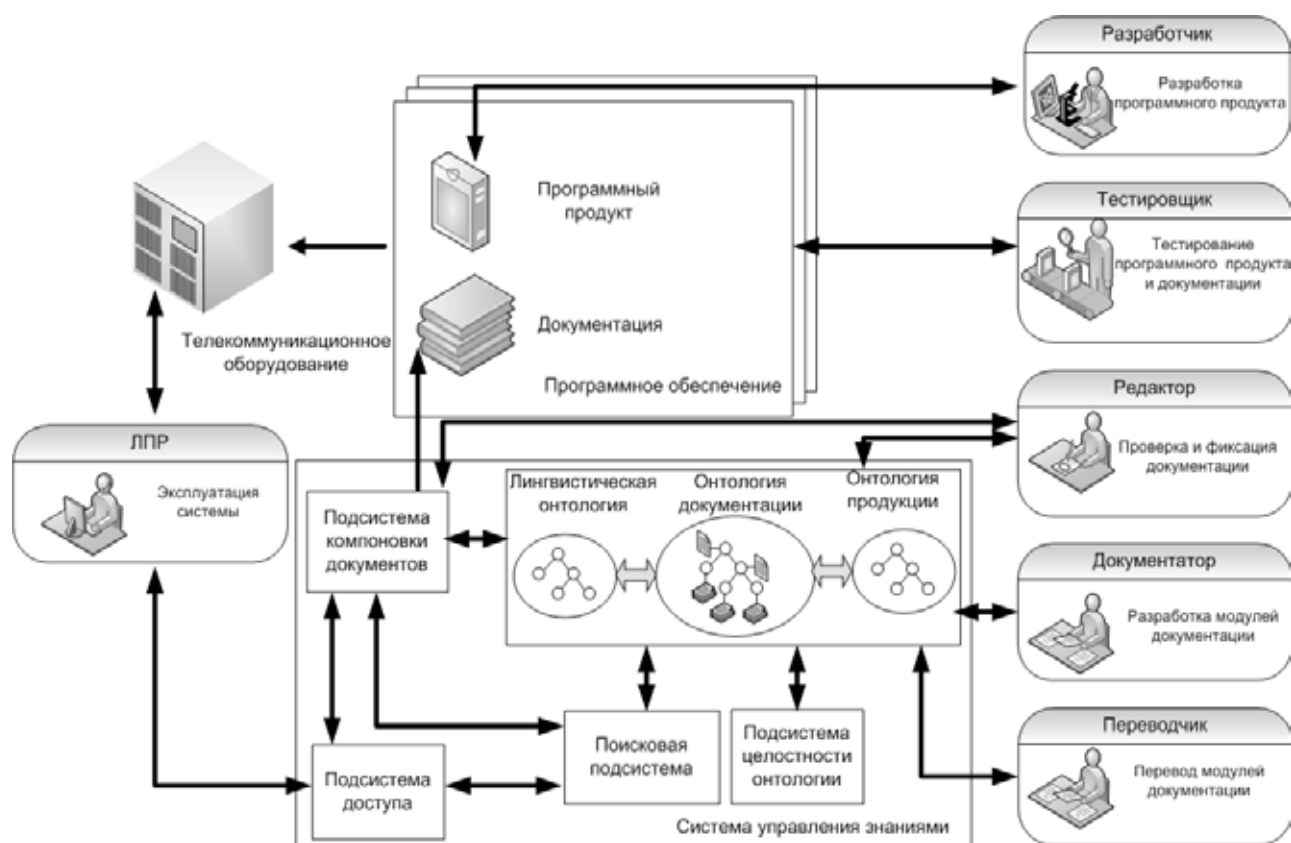 Разработчик
Разработка
программного продукта
Программный
продукт
Тестировщик
Тестирование
программного продукта
и документации
Документация
Программное обеспечение
Телекоммуникационное
оборудование
Редактор
Проверка и фиксация
документации
ЛПР
Эксплуатация
системы
Подсистема
компоновки
документов
Лингвистическая
онтология
Онтология
документации
Онтология
продукции
Документатор
Разработка модулей
документации
Подсистема
доступа
Поисковая
подсистема
Подсистема
целостности
онтологии
Система управления знаниями
Переводчик
Перевод модулей
документации